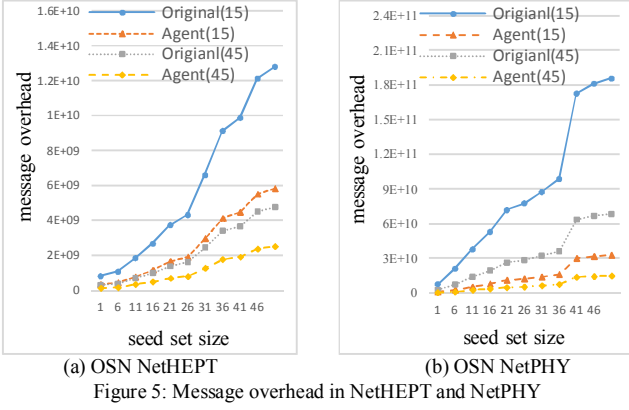 1.6E+10
1.4E+10
1.2E+10
1E+10
8E+09
6E+09
4E+09
2E+09
0
message overhead
Original(15)
Agent(15)
Origianl(45)
Agent(45)
1 6 11 16 21 26 31 36 41 46
seed set size
(a) OSN NetHEPT
2.4E+11
2.1E+11
1.8E+11
1.5E+11
1.2E+11
9E+10
6E+10
3E+10
0
message overhead
Origianl(15)
Agent(15)
Origianl(45)
Agent(45)
1 6 11 16 21 26 31 36 41 46
seed set size
(b) OSN NetPHY
Figure 5: Message overhead in NetHEPT and NetPHY